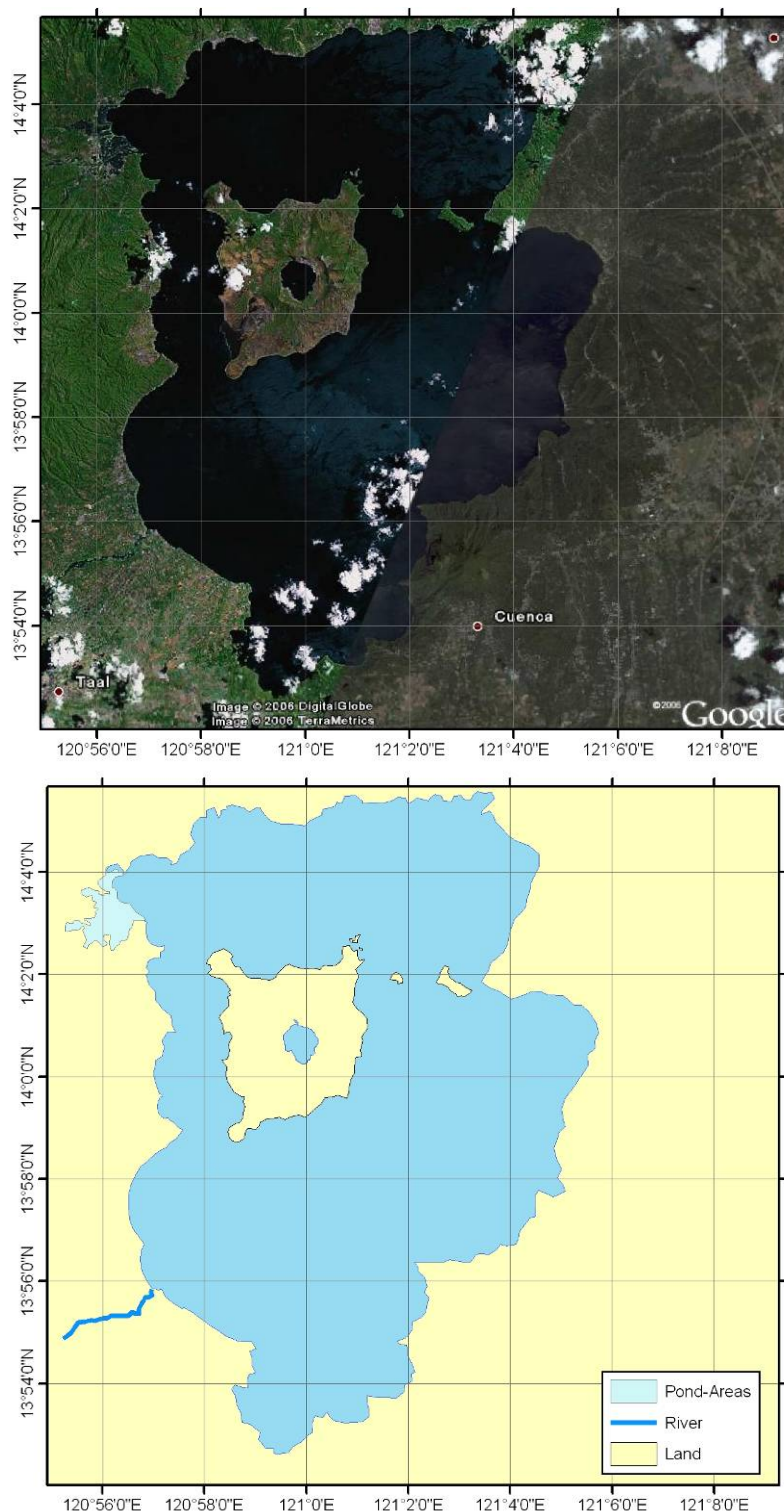 14°4'0"N
14°2'0"N
14°0'0"N
13°58'0"N
13°56'0"N
13°54'0"N
Cuenca
Taal
Image © 2006 DigitalGlobe
Image © 2006 TerraMetrics
©2006
Google
120°56'0"E 120°58'0"E 121°0'E 121°2'0"E 121°4'0"E 121°6'0"E 121°8'0"E
14°4'0"N
14°2'0"N
14°0'0"N
13°58'0"N
13°56'0"N
13°54'0"N
Pond-Areas
River
Land
120°56'0"E 120°58'0"E 121°0'E 121°2'0"E 121°4'0"E 121°6'0"E 121°8'0"E